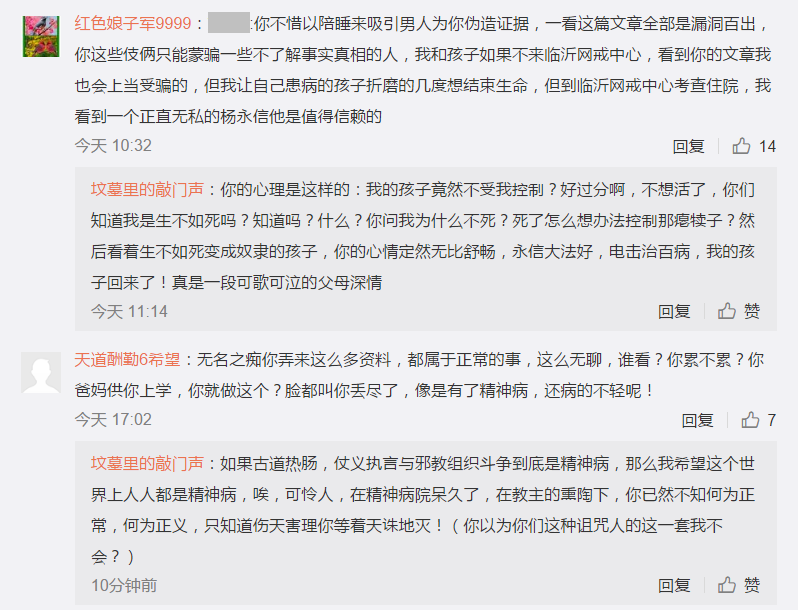 红色娘子军9999：:你不惜以陪睡来吸引男人为你伪造证据，一看这篇文章全部是漏洞百出，
你这些伎俩只能蒙骗一些不了解事实真相的人，我和孩子如果不来临沂网戒中心，看到你的文章我
也会上当受骗的，但我让自己患病的孩子折磨的几度想结束生命，但到临沂网戒中心考查住院，我
看到一个正直无私的杨永信他是值得信赖的
今天 10:32 回复 14
坟墓里的敲门声：你的心理是这样的：我的孩子竟然不受我控制？好过分啊，不想活了，你们
知道我是生不如死吗？知道吗？什么？你问我为什么不死？死了怎么想办法控制那瘪犊子？然
后看着生不如死变成奴隶的孩子，你的心情定然无比舒畅，永信大法好，电击治百病，我的孩
子回来了！真是一段可歌可泣的父母深情
今天 11:14 回复 赞
天道酬勤6希望：无名之痴你弄来这么多资料，都属于正常的事，这么无聊，谁看？你累不累？你
爸妈供你上学，你就做这个？脸都叫你丢尽了，像是有了精神病，还病的不轻呢！
今天 17:02 回复 7
坟墓里的敲门声：如果古道热肠，仗义执言与邪教组织斗争到底是精神病，那么我希望这个世
界上人人都是精神病，唉，可怜人，在精神病院呆久了，在教主的熏陶下，你已然不知何为正
常，何为正义，只知道伤天害理你等着天诛地灭！（你以为你们这种诅咒人的这一套我不
会？）
10分钟前 回复 赞